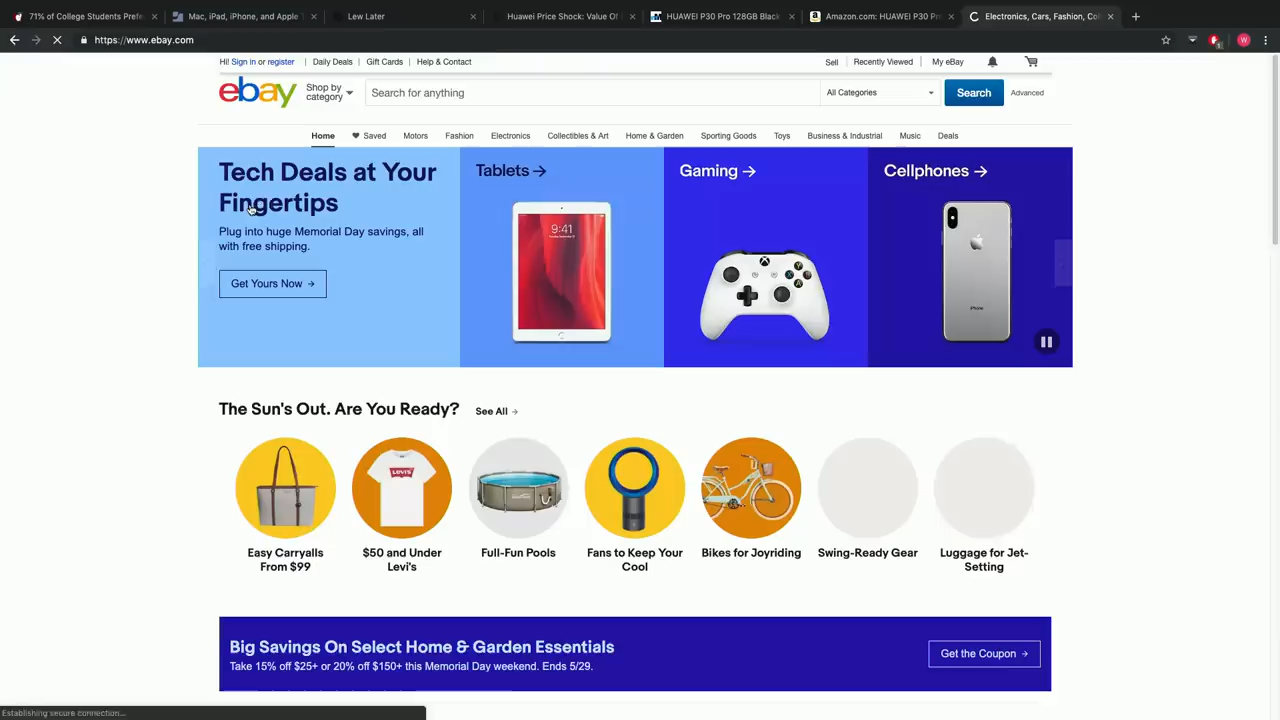 71% of College Students Prefe
Mac, iPad, iPhone, and Apple
Lew Later
Huawei Price Shock: Value Of
HUAWEI P30 Pro 128GB Black
Amazon.com: HUAWEI P30 Pr
Electronics, Cars, Fashion, Col
https://www.ebay.com
Hi! Sign in or register
Daily Deals
Gift Cards
Help & Contact
Sell
Recently Viewed
My eBay
ebay
Shop by
category
Search for anything
All Categories
Search
Advanced
Home
Saved
Motors
Fashion
Electronics
Collectibles & Art
Home & Garden
Sporting Goods
Toys
Business & Industrial
Music
Deals
Tech Deals at Your
Fingertips
Plug into huge Memorial Day savings, all
with free shipping.
Get Yours Now →
Tablets →
9:41
Gaming →
Cellphones →
iPhone
The Sun's Out. Are You Ready?
See All →
LEVI'S
Easy Carryalls
From $99
$50 and Under
Levi's
Full-Fun Pools
Fans to Keep Your
Cool
Bikes for Joyriding
Swing-Ready Gear
Luggage for Jet-
Setting
Big Savings On Select Home & Garden Essentials
Take 15% off $25+ or 20% off $150+ this Memorial Day weekend. Ends 5/29.
Get the Coupon →
Establishing secure connection...